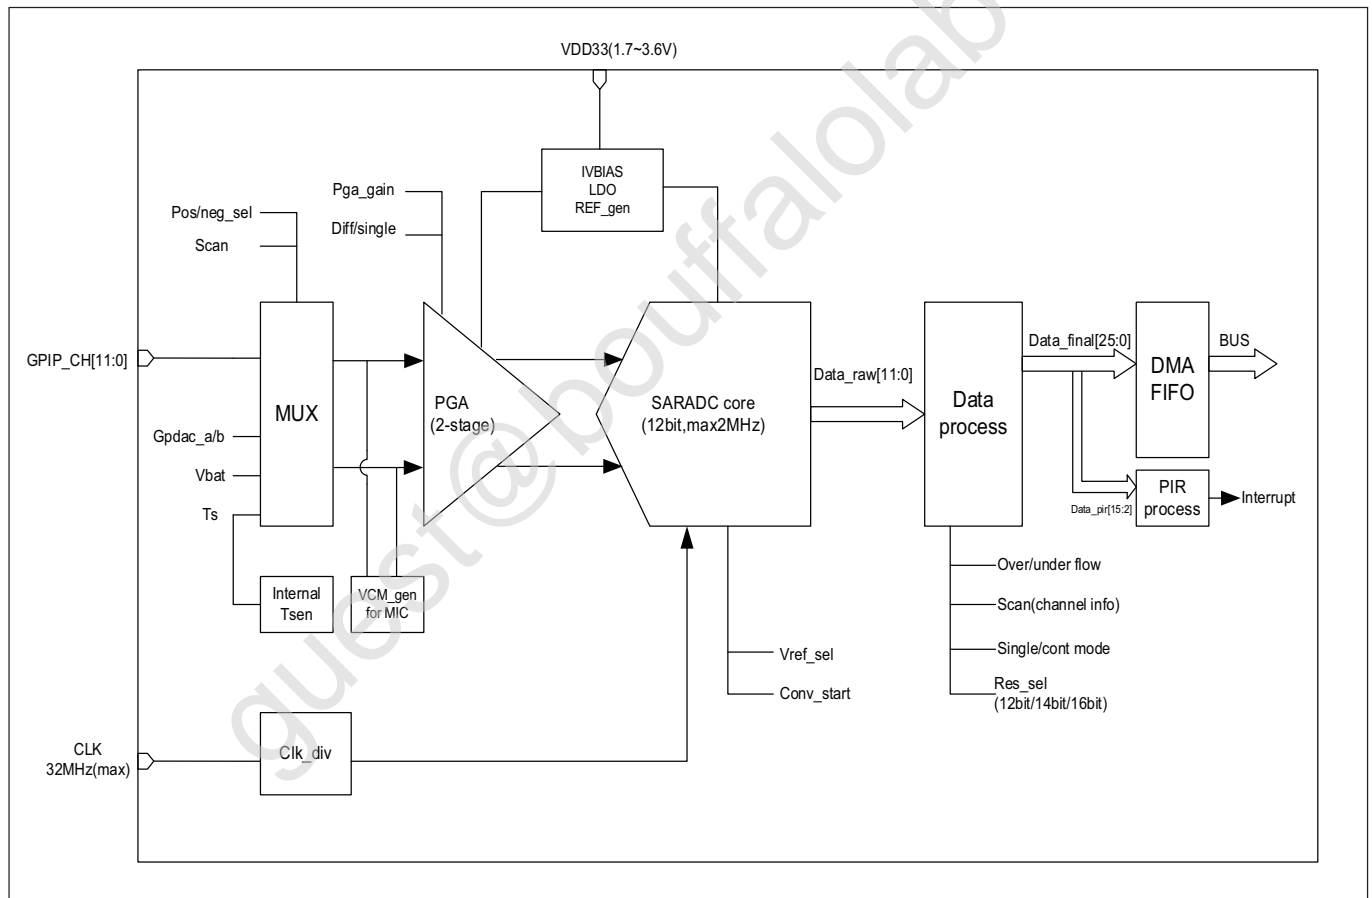 VDD33(1.7~3.6V)
IVBIAS
LDO
REF_gen
Pga_gain
Diff/single
Pos/neg_sel
Scan
GPIP_CH[11:0]
MUX
Gpdac_a/b
Vbat
Ts
Internal
Tsen
VCM_gen
for MIC
PGA
(2-stage)
SARADC core
(12bit,max2MHz)
Data_raw[11:0]
Data
process
Data_final[25:0]
DMA
FIFO
BUS
PIR
process
Data_pir[15:2]
Interrupt
Over/under flow
Scan(channel info)
Single/cont mode
Res_sel
(12bit/14bit/16bit)
Vref_sel
Conv_start
CLK
32MHz(max)
Clk_div
guest@bouffalolab